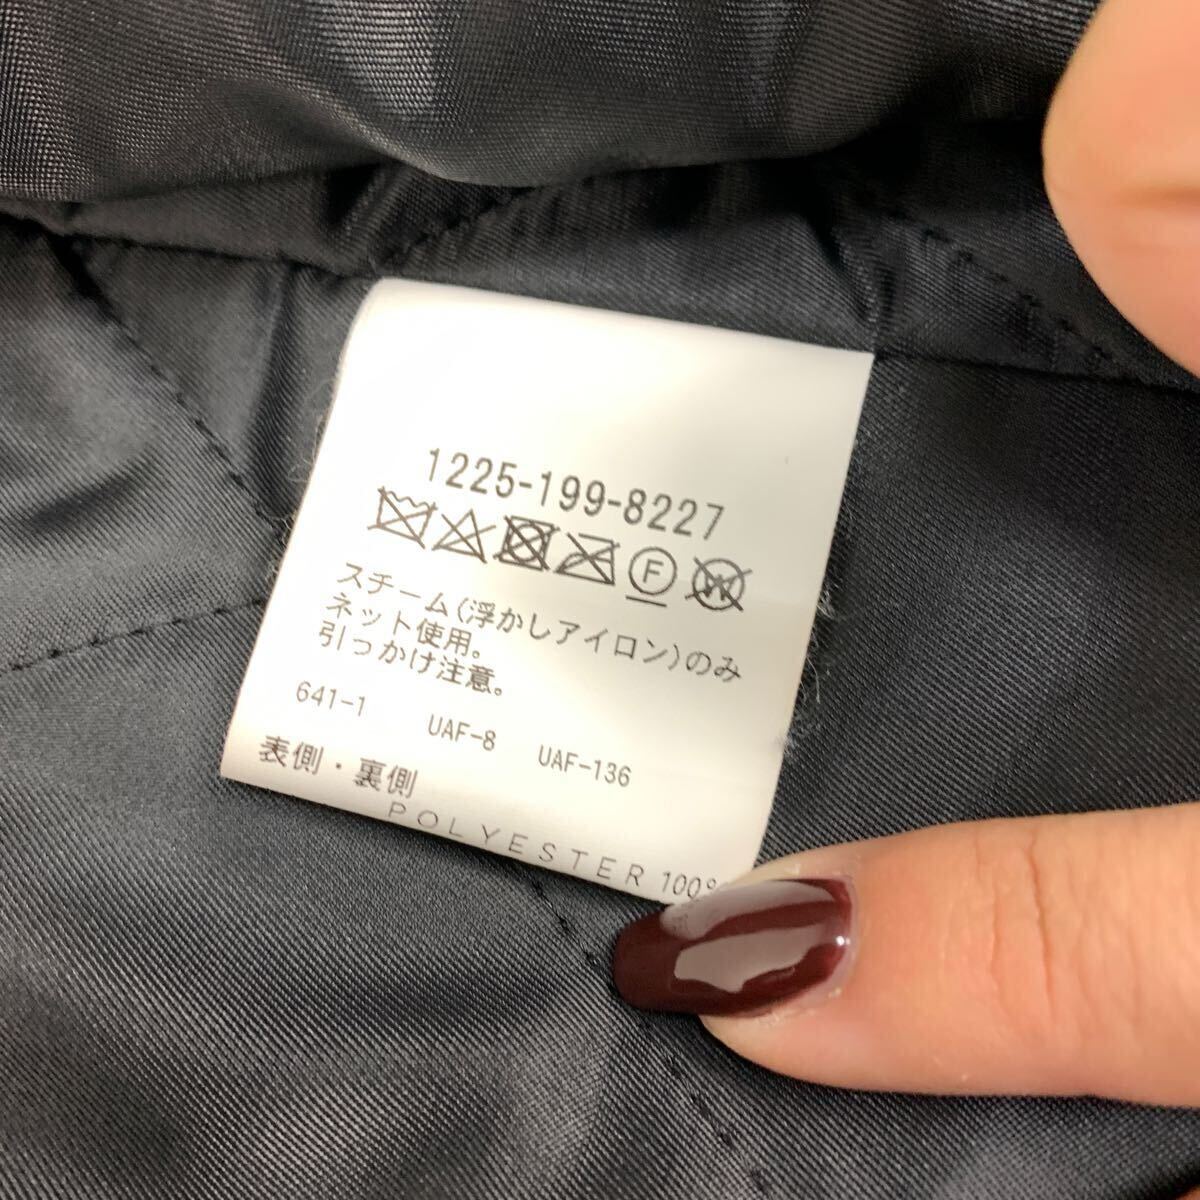 1225-199-8227
F W
スチーム(浮かしアイロン)のみ
ネット使用。
引っかけ注意。
641-1 UAF-8 UAF-136
表側・裏側
POLYESTER 100%